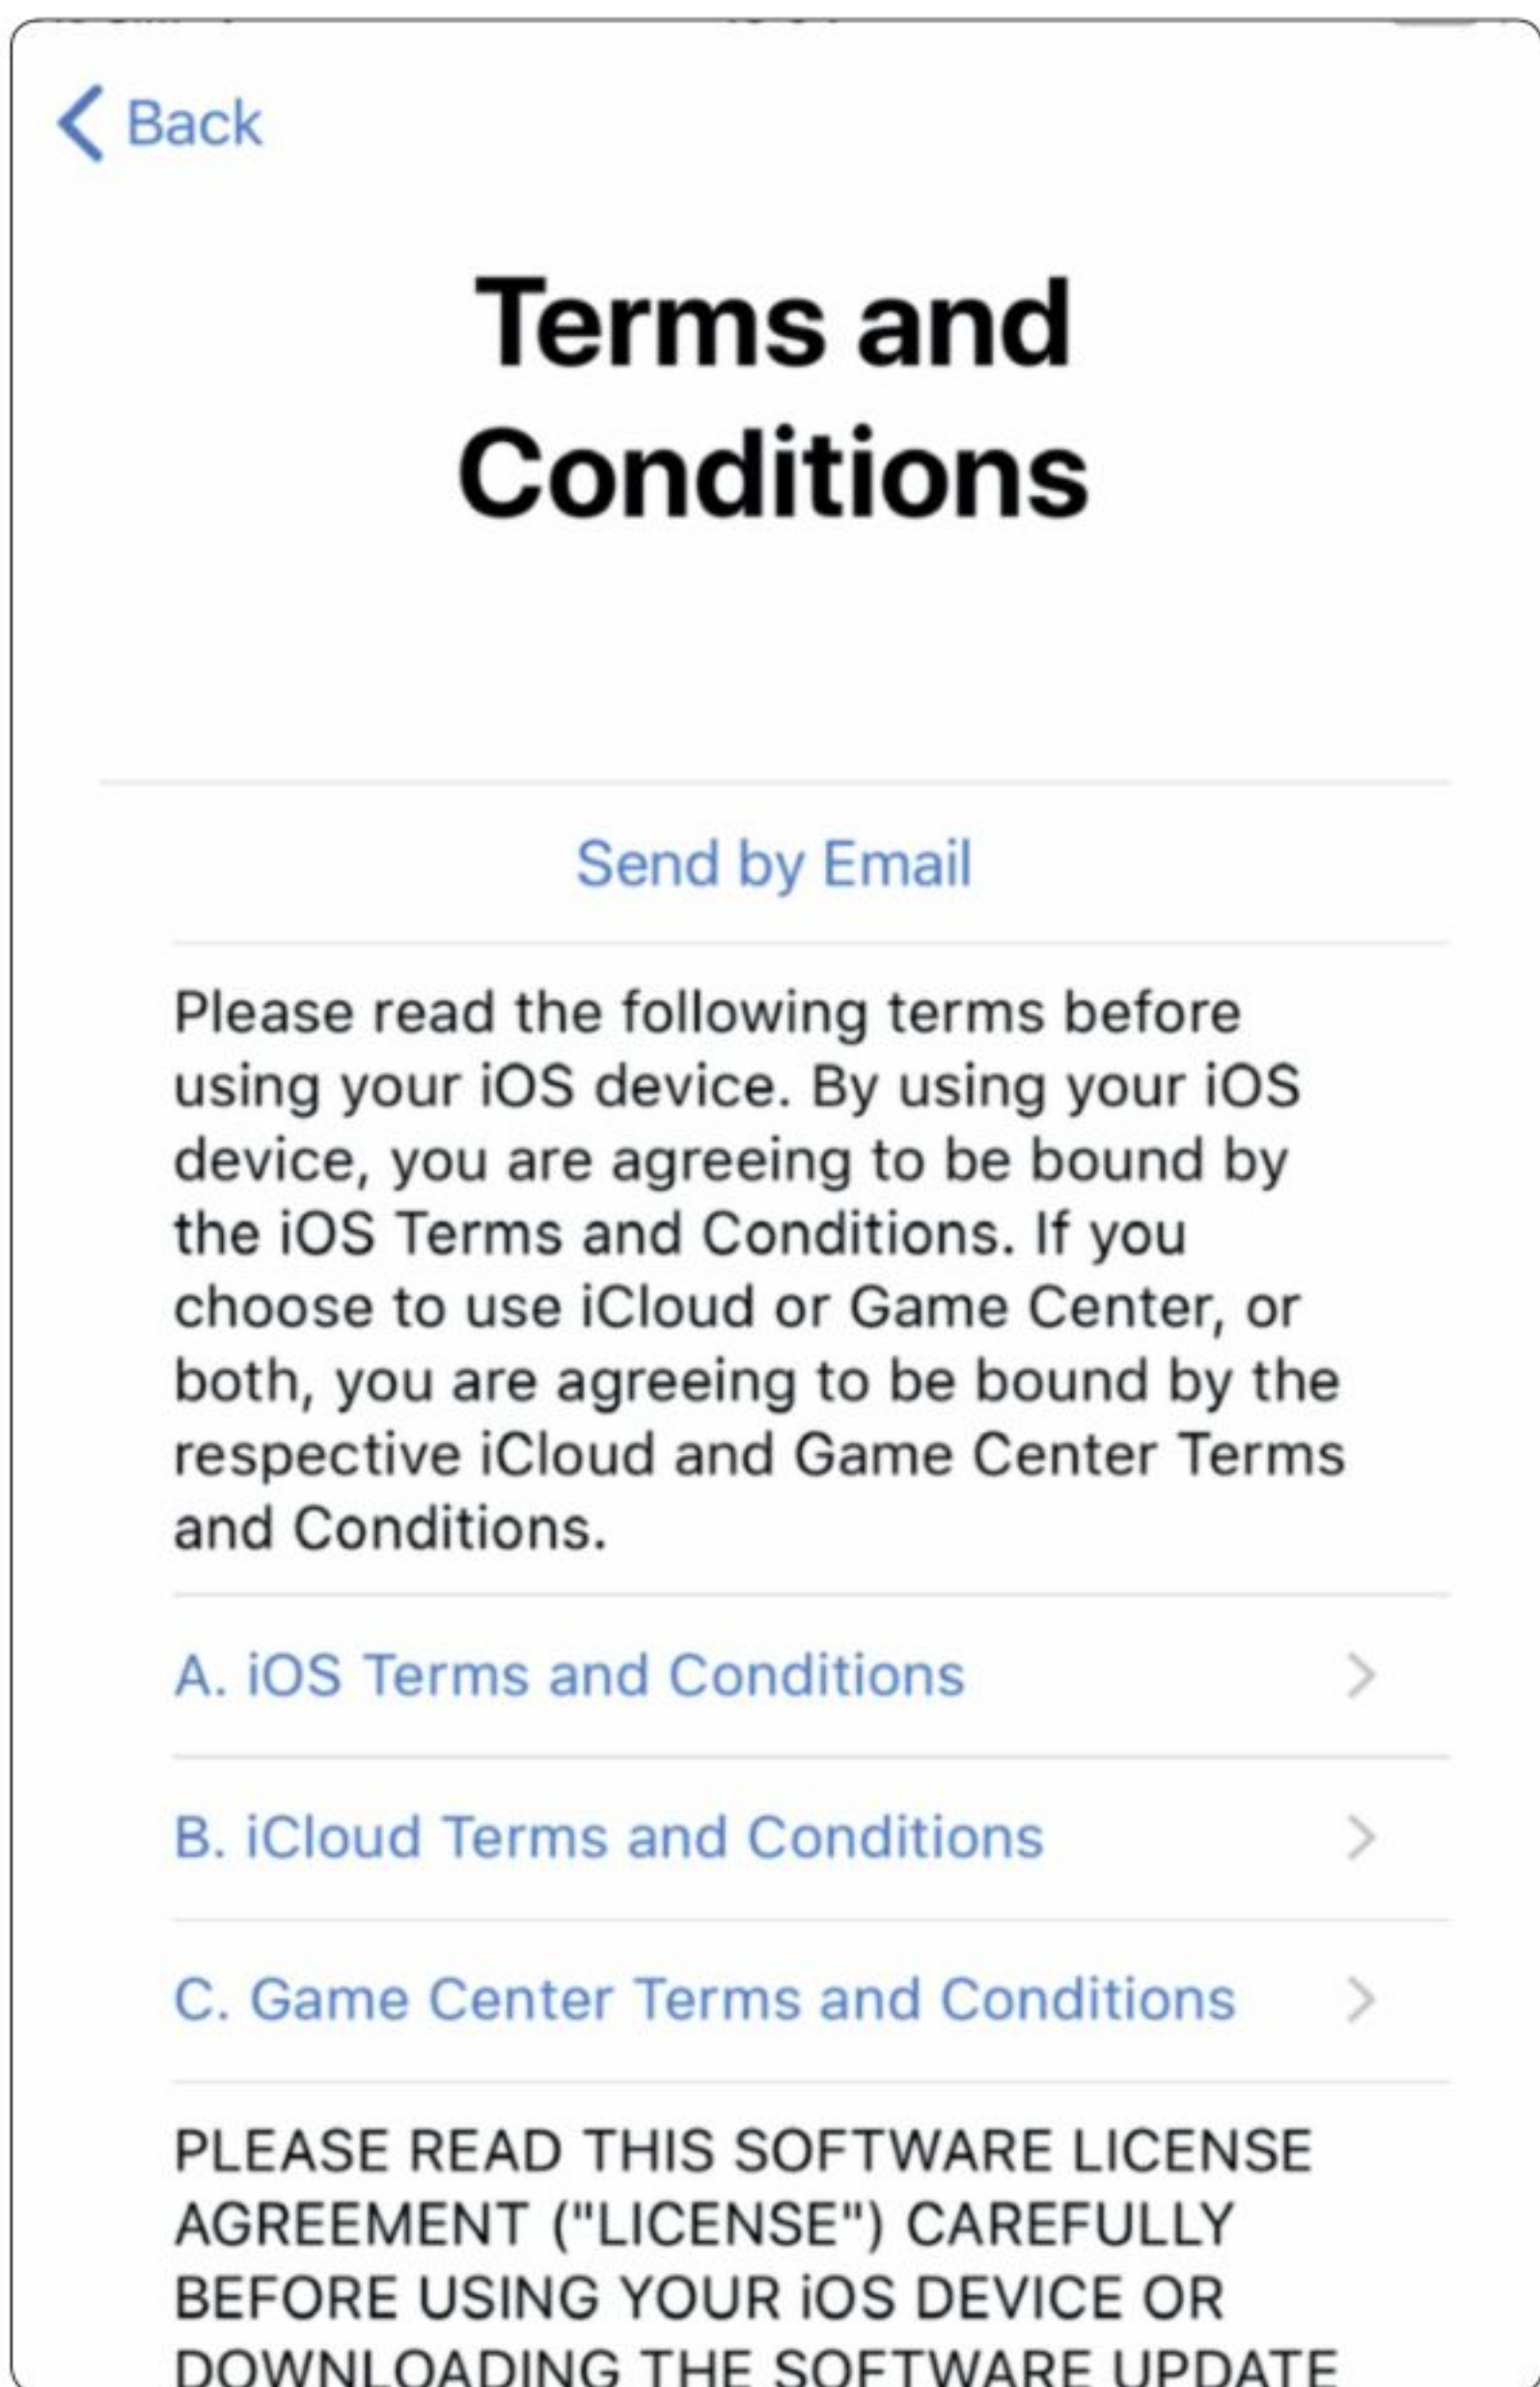 Back
Terms and
Conditions
Send by Email
Please read the following terms before
using your iOS device. By using your iOS
device, you are agreeing to be bound by
the iOS Terms and Conditions. If you
choose to use iCloud or Game Center, or
both, you are agreeing to be bound by the
respective iCloud and Game Center Terms
and Conditions.
A. iOS Terms and Conditions
B. iCloud Terms and Conditions
C. Game Center Terms and Conditions
PLEASE READ THIS SOFTWARE LICENSE
AGREEMENT ("LICENSE") CAREFULLY
BEFORE USING YOUR iOS DEVICE OR
DOWNLOADING THE SOFTWARE UPDATE